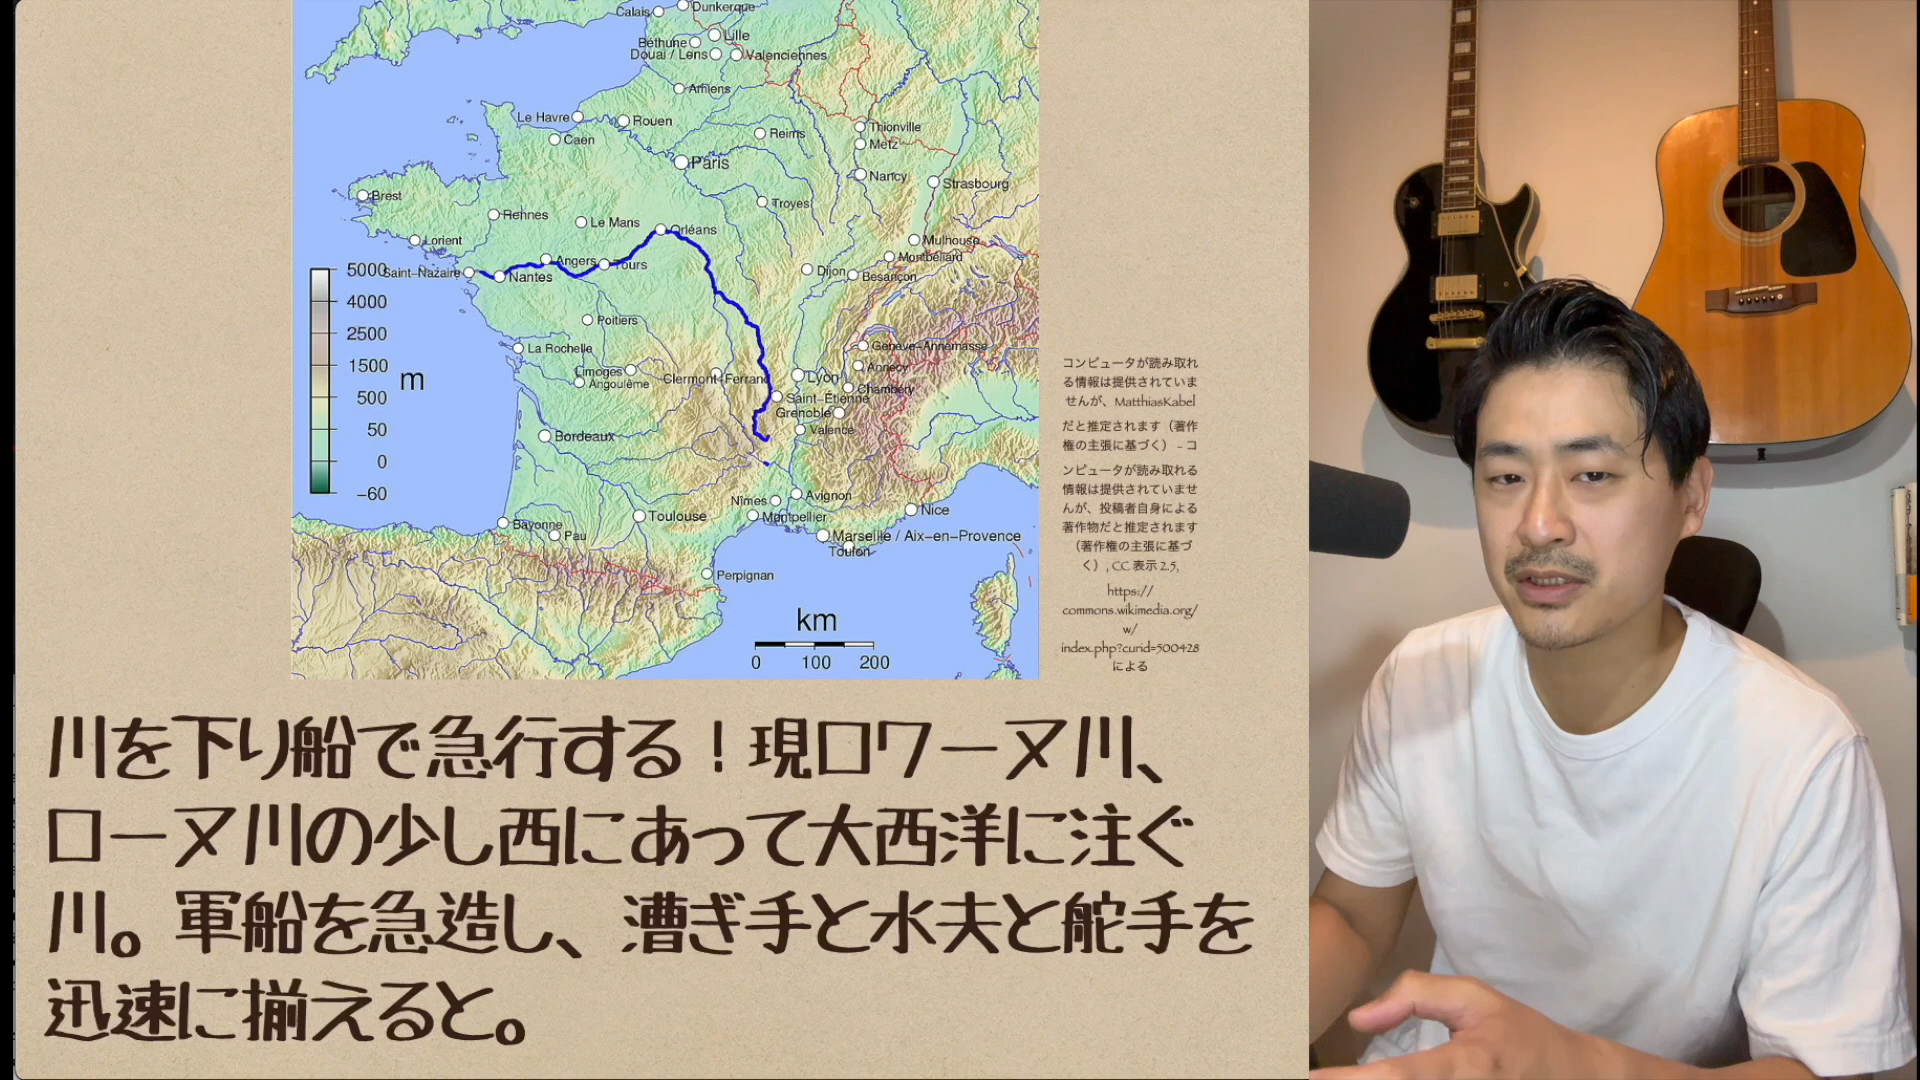 Calais
Dunkerque
Lille
Béthune
Douai / Lens
Valenciennes
Amiens
Le Havre
Rouen
Caen
Reims
Thionville
Metz
Paris
Nancy
Strasbourg
Brest
Rennes
Le Mans
Troyes
Orléans
Lorient
Mulhouse
Montbéliard
Saint-Nazaire
Nantes
Angers
Tours
Dijon
Besançon
Poitiers
La Rochelle
Limoges
Angoulême
Clermont-Ferrand
Lyon
Genève-Annemasse
Annecy
Chambéry
Saint-Etienne
Grenoble
Valence
Bordeaux
Nîmes
Avignon
Montpellier
Nice
Bayonne
Pau
Toulouse
Marseille / Aix-en-Provence
Toulon
Perpignan
5000
4000
2500
1500
500
50
0
-60
m
km
0 100 200
コンピュータが読み取れ
る情報は提供されていま
せんが、MatthiasKabel
だと推定されます（著作
権の主張に基づく） - コ
ンピュータが読み取れる
情報は提供されていませ
んが、投稿者自身による
著作物だと推定されます
（著作権の主張に基づ
く）, CC 表示 2.5,
https://
commons.wikimedia.org/
w/
index.php?curid=500428
による
川を下り船で急行する！現ロワーヌ川、
ローヌ川の少し西にあって大西洋に注ぐ
川。軍船を急造し、漕ぎ手と水夫と舵手を
迅速に揃えると。